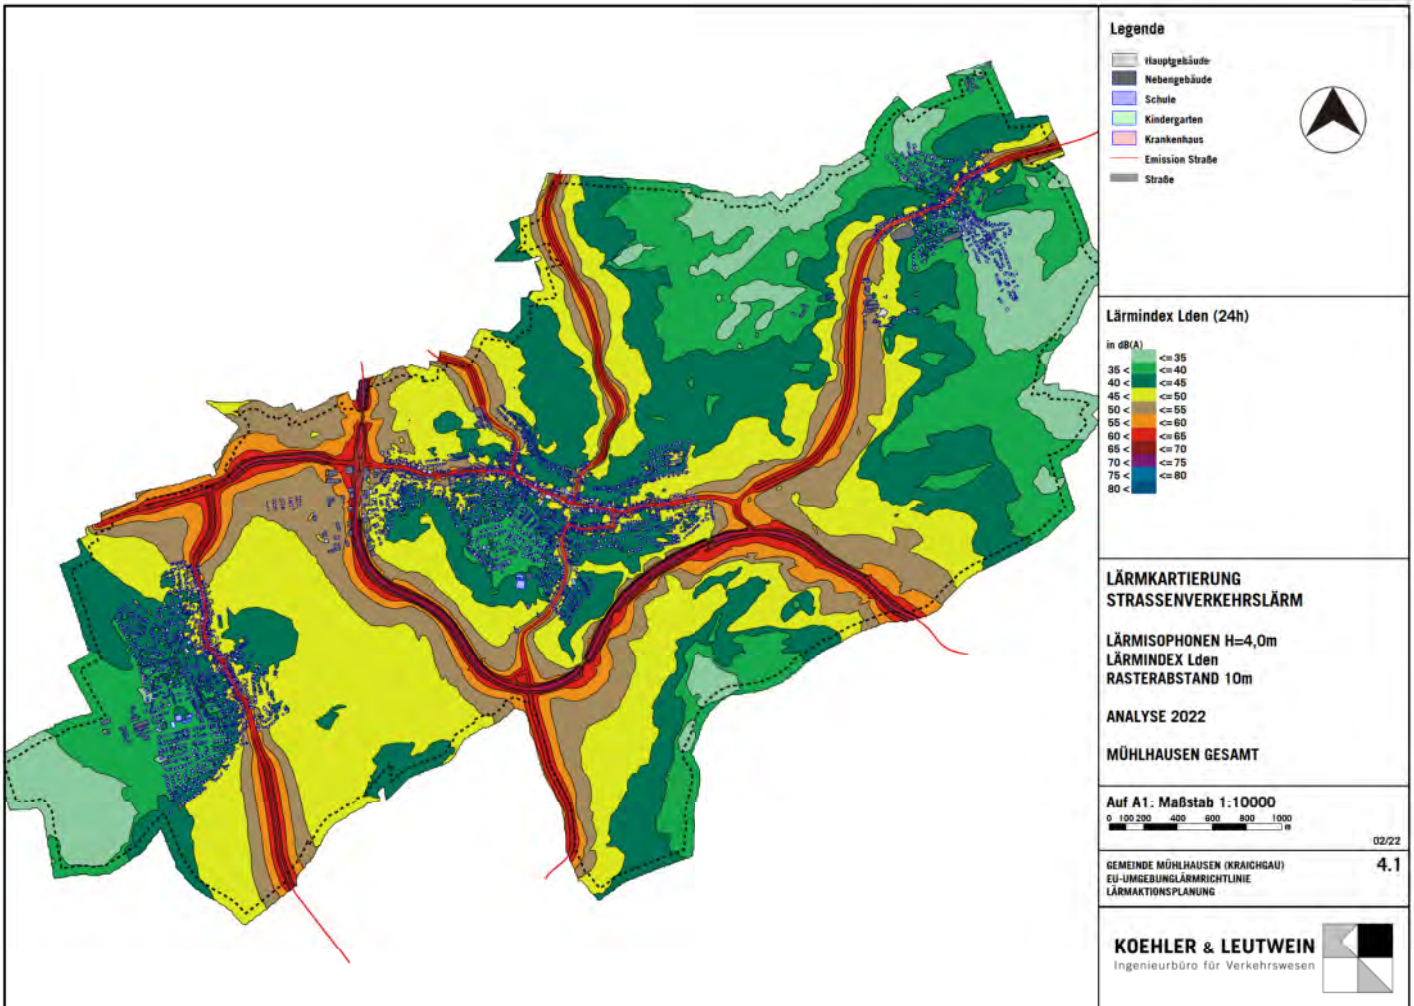 Legende
Hauptgebäude
Nebengebäude
Schule
Kindergarten
Krankenhaus
Emission Straße
Straße
Lärmindex Lden (24h)
in dB(A)
<= 35
35 < <= 40
40 < <= 45
45 < <= 50
50 < <= 55
55 < <= 60
60 < <= 65
65 < <= 70
70 < <= 75
75 < <= 80
80 <
LÄRMKARTIERUNG
STRASSENVERKEHRSLÄRM
LÄRMISOPHONEN H=4,0m
LÄRMINDEX Lden
RASTERABSTAND 10m
ANALYSE 2022
MÜHLHAUSEN GESAMT
Auf A1: Maßstab 1:10000
0 100 200 400 600 800 1000
m
02/22
GEMEINDE MÜHLHAUSEN (KRAICHGAU)
4.1
EU-UMGEBUNGLÄRMRICHTLINIE
LÄRMAKTIONSPLANUNG
KOEHLER & LEUTWEIN
Ingenieurbüro für Verkehrswesen